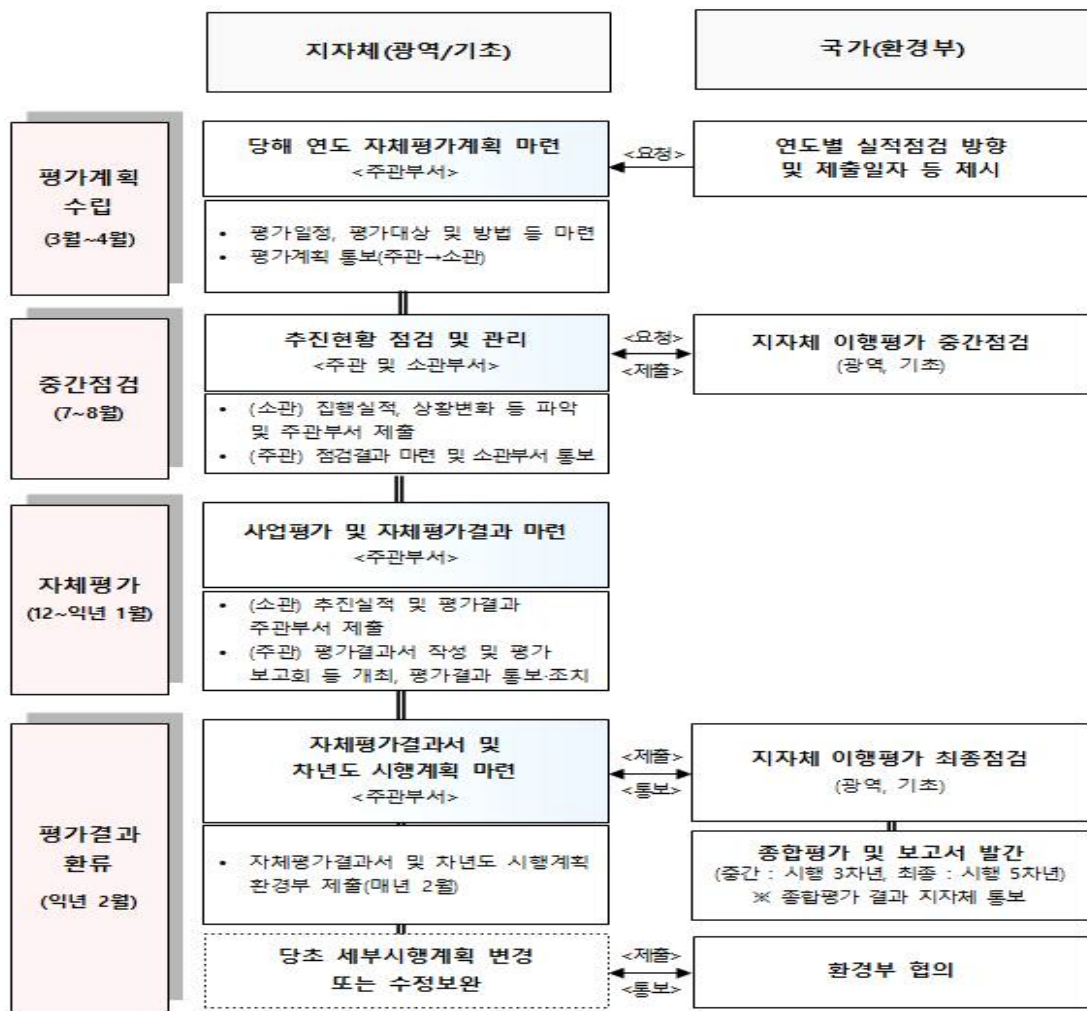 지자체(광역/기초)
국가(환경부)
평가계획
수립
(3월~4월)
당해 연도 자체평가계획 마련
<주관부서>
<요청>
연도별 실적점검 방향
및 제출일자 등 제시
• 평가일정, 평가대상 및 방법 등 마련
• 평가계획 통보(주관→소관)
중간점검
(7~8월)
추진현황 점검 및 관리
<주관 및 소관부서>
<요청>
<제출>
지자체 이행평가 중간점검
(광역, 기초)
• (소관) 집행실적, 상황변화 등 파악
및 주관부서 제출
• (주관) 점검결과 마련 및 소관부서 통보
자체평가
(12~익년 1월)
사업평가 및 자체평가결과 마련
<주관부서>
• (소관) 추진실적 및 평가결과
주관부서 제출
• (주관) 평가결과서 작성 및 평가
보고회 등 개최, 평가결과 통보·조치
평가결과
환류
(익년 2월)
자체평가결과서 및
차년도 시행계획 마련
<주관부서>
<제출>
<통보>
지자체 이행평가 최종점검
(광역, 기초)
• 자체평가결과서 및 차년도 시행계획
환경부 제출(매년 2월)
종합평가 및 보고서 발간
(중간 : 시행 3차년, 최종 : 시행 5차년)
※ 종합평가 결과 지자체 통보
당초 세부시행계획 변경
또는 수정보완
<제출>
<통보>
환경부 협의